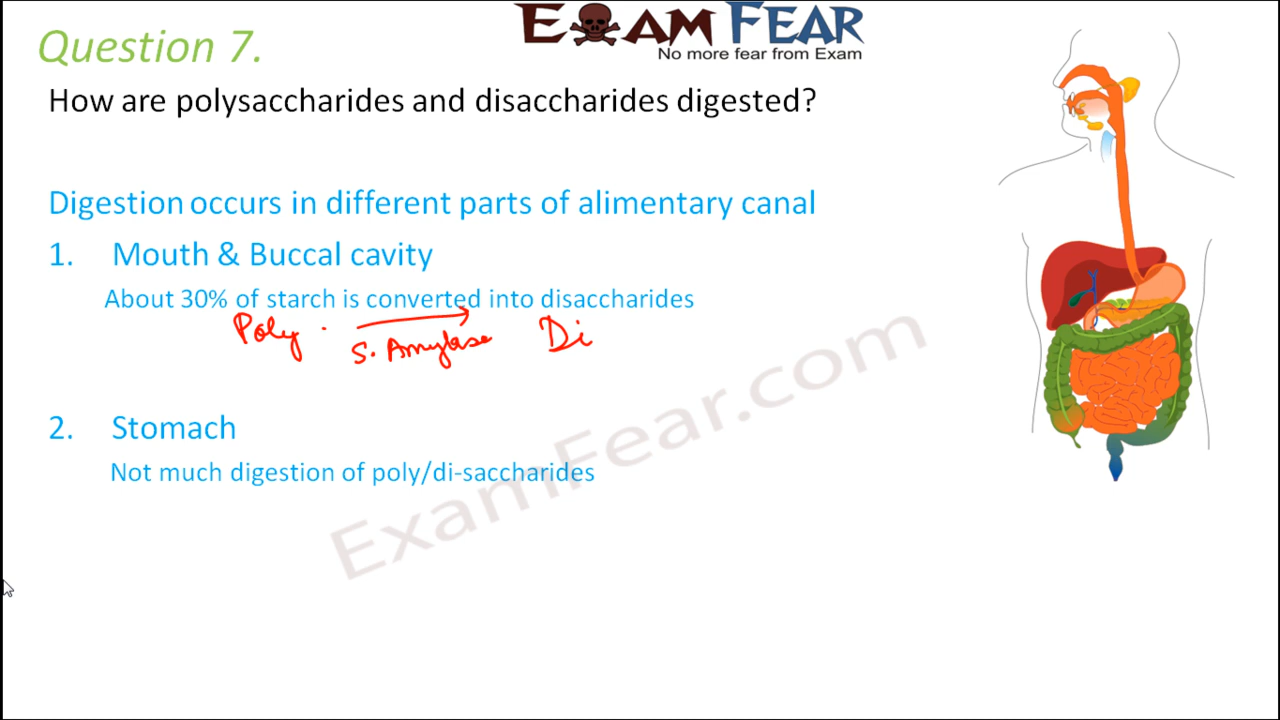 Question 7.
EXAM FEAR
No more fear from Exam
How are polysaccharides and disaccharides digested?
Digestion occurs in different parts of alimentary canal
1. Mouth & Buccal cavity
About 30% of starch is converted into disaccharides
Poly. S. Amylase Di
2. Stomach
Not much digestion of poly/di-saccharides
ExamFear.com